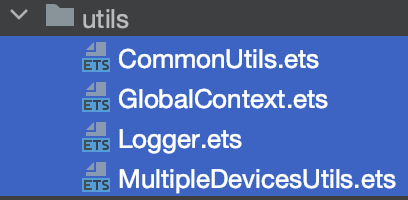 utils
ETS CommonUtils.ets
ETS GlobalContext.ets
ETS Logger.ets
ETS MultipleDevicesUtils.ets